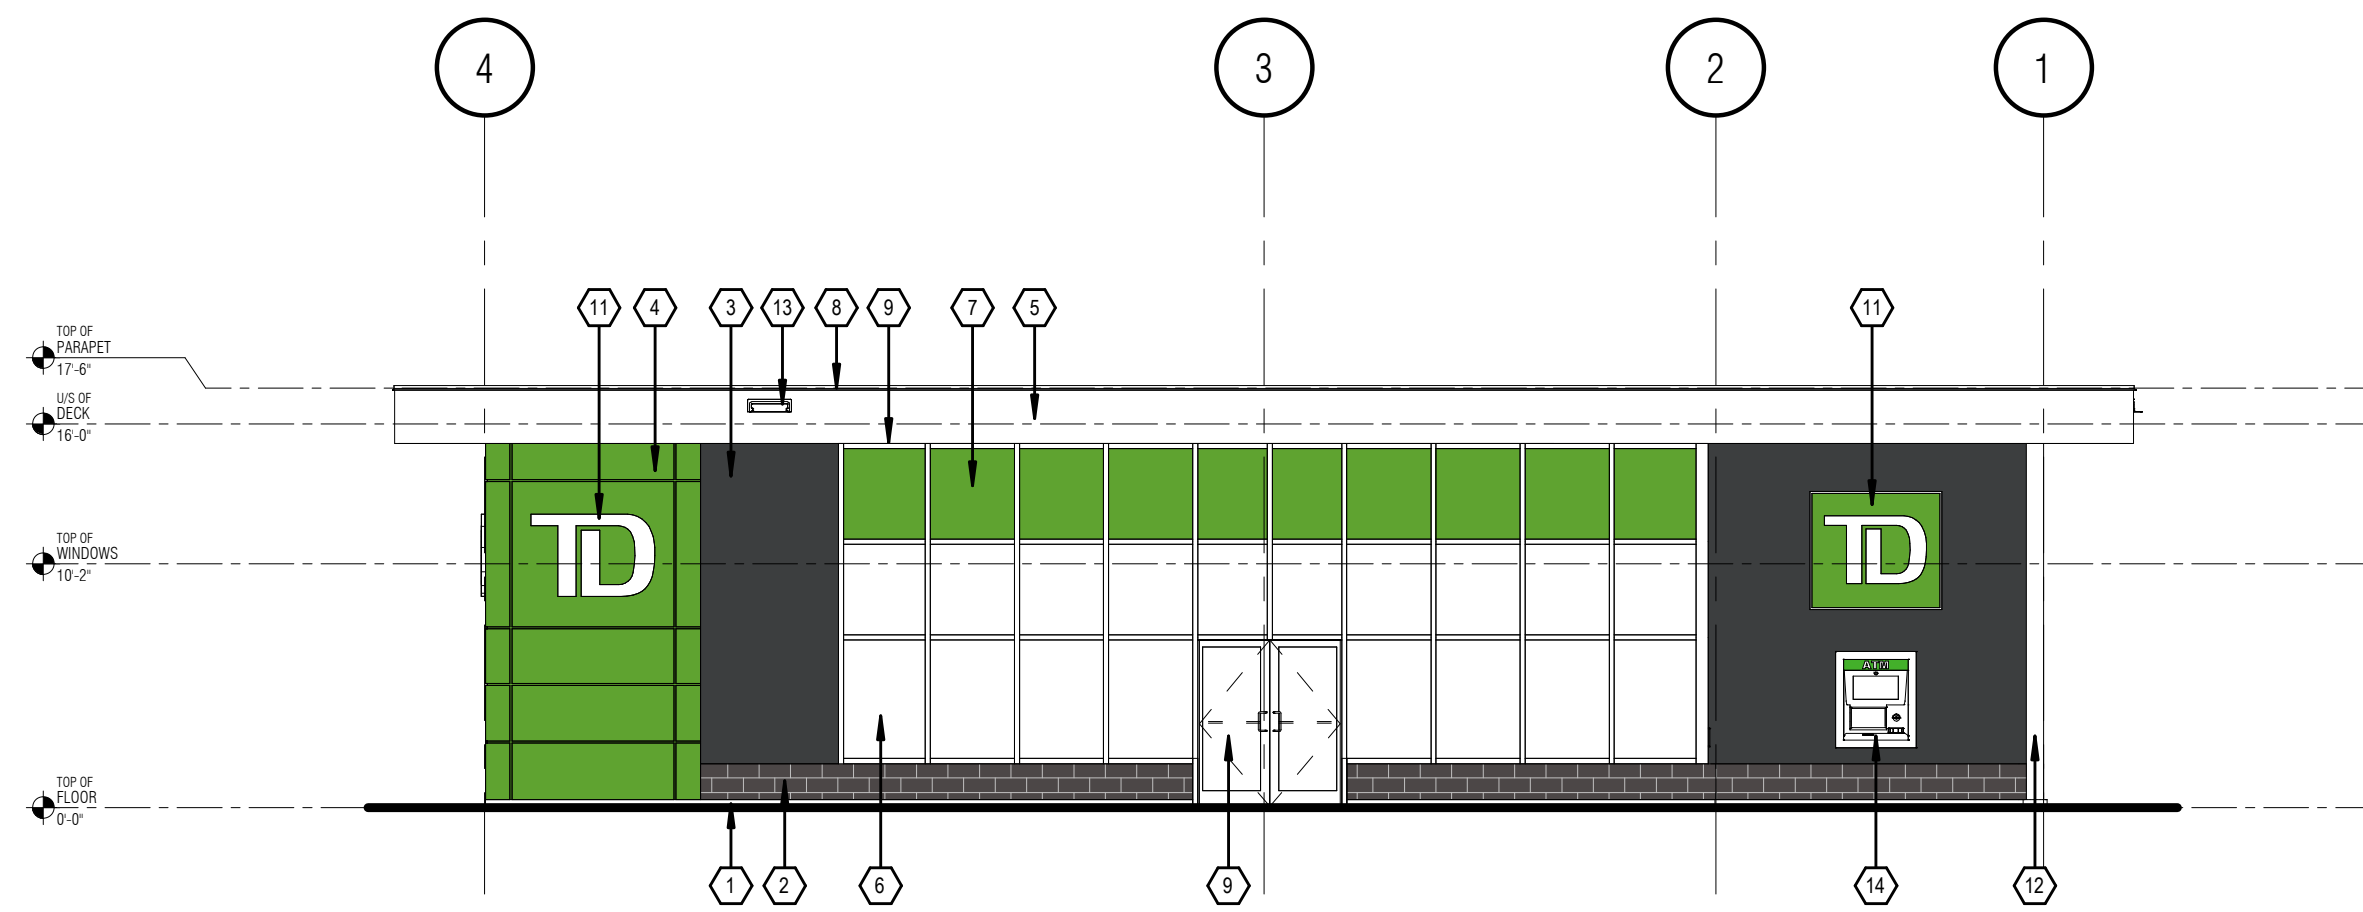 4
3
2
1
11
4
3
13
8
9
7
5
11
TOP OF
PARAPET
17'-6"
U/S OF
DECK
16'-0"
TD
TD
TOP OF
WINDOWS
10'-2"
ATM
TOP OF
FLOOR
0'-0"
1
2
6
9
14
12